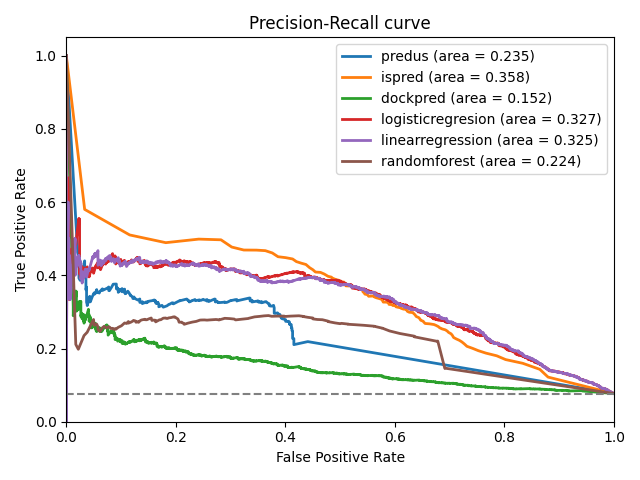 Precision-Recall curve
1.0
0.8
0.6
0.4
0.2
0.0
True Positive Rate
predus (area = 0.235)
ispred (area = 0.358)
dockpred (area = 0.152)
logisticregresion (area = 0.327)
linearregression (area = 0.325)
randomforest (area = 0.224)
0.0 0.2 0.4 0.6 0.8 1.0
False Positive Rate